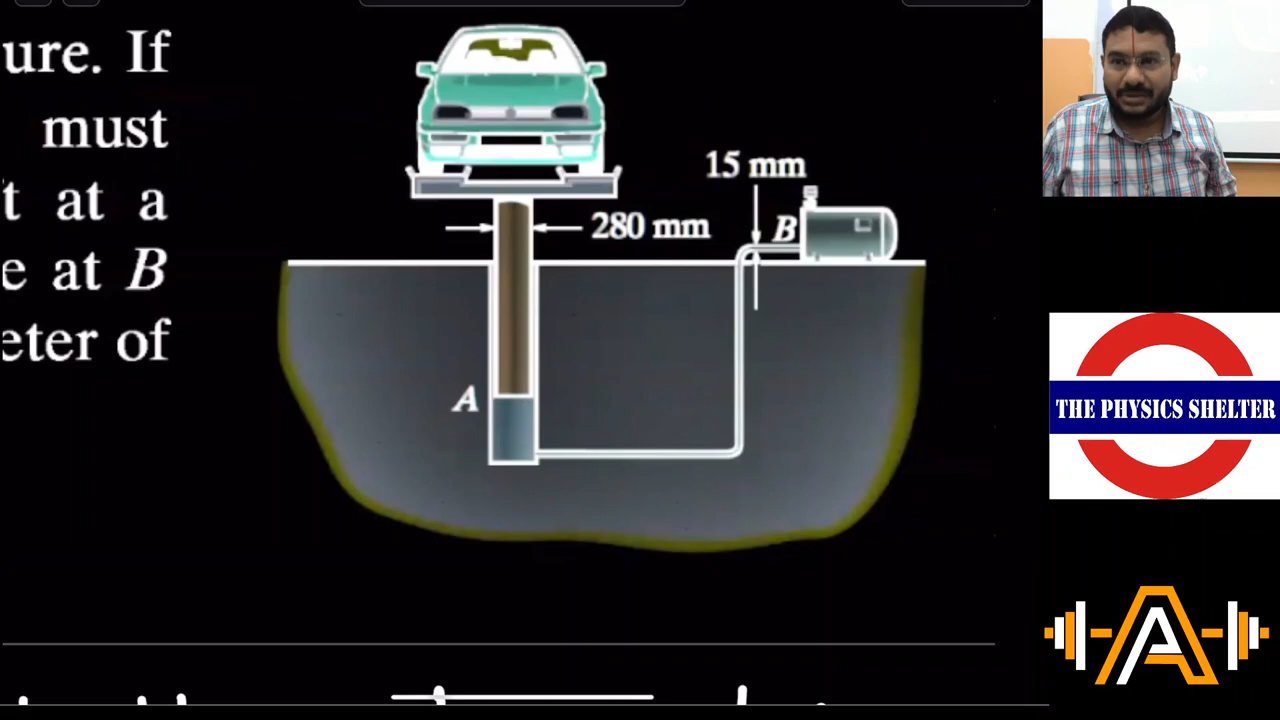 ure. If
must
t at a
e at B
eter of
15 mm
280 mm
B
A
THE PHYSICS SHELTER